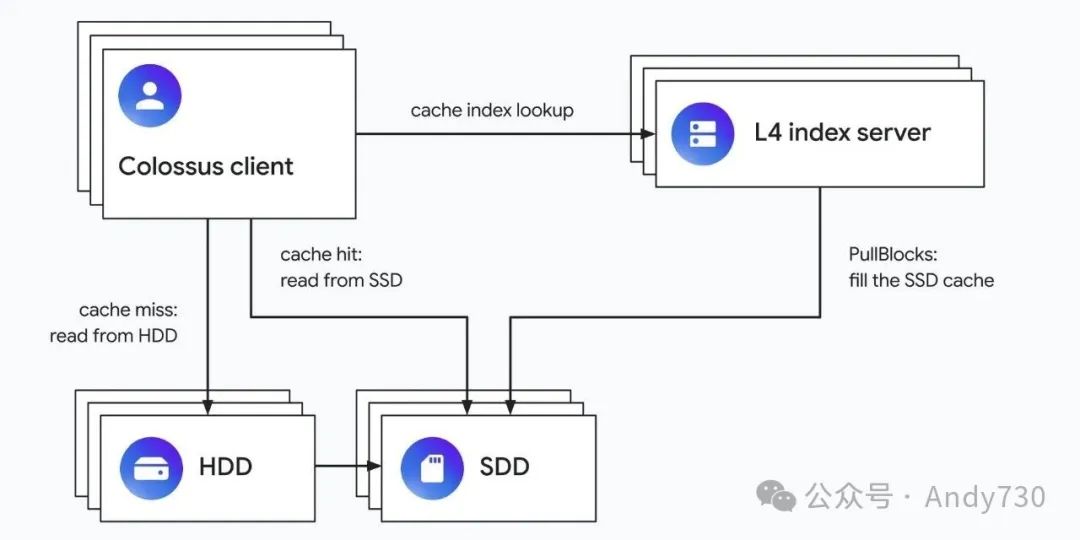 cache index lookup
L4 index server
Colossus client
cache hit:
read from SSD
PullBlocks:
fill the SSD cache
cache miss:
read from HDD
HDD
SDD
公众号 · Andy730